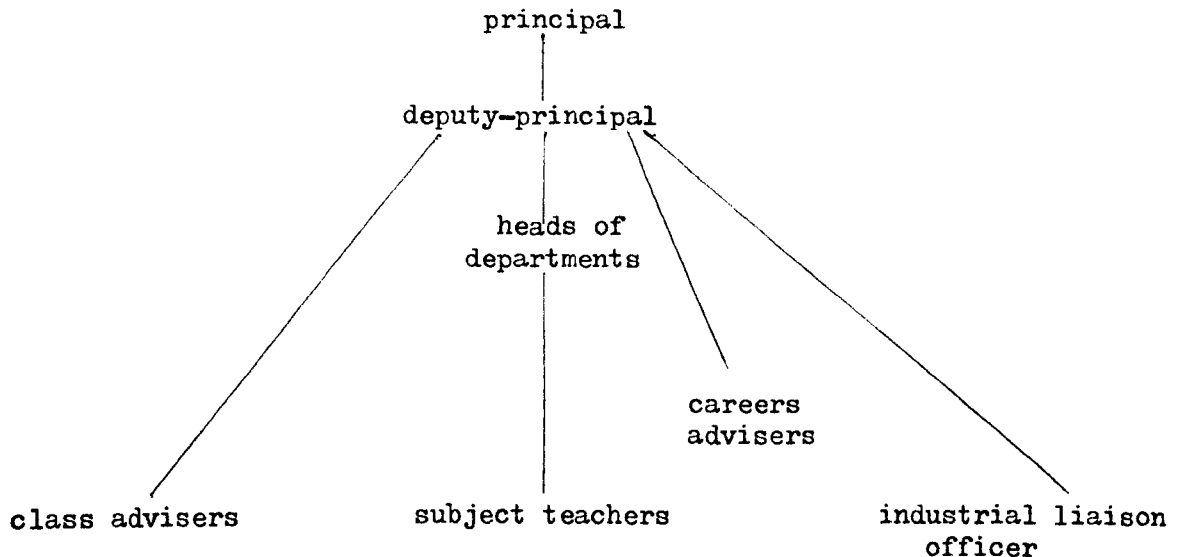 principal
deputy-principal
heads of
departments
careers
advisers
class advisers
subject teachers
industrial liaison
officer